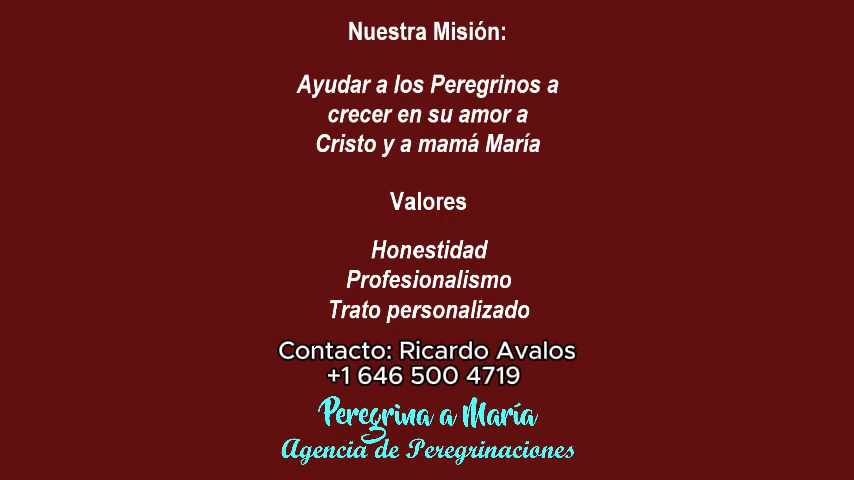 Nuestra Misión:
Ayudar a los Peregrinos a
crecer en su amor a
Cristo y a mamá María
Valores
Honestidad
Profesionalismo
Trato personalizado
Contacto: Ricardo Avalos
+1 646 500 4719
Peregrina a María
Agencia de Peregrinaciones